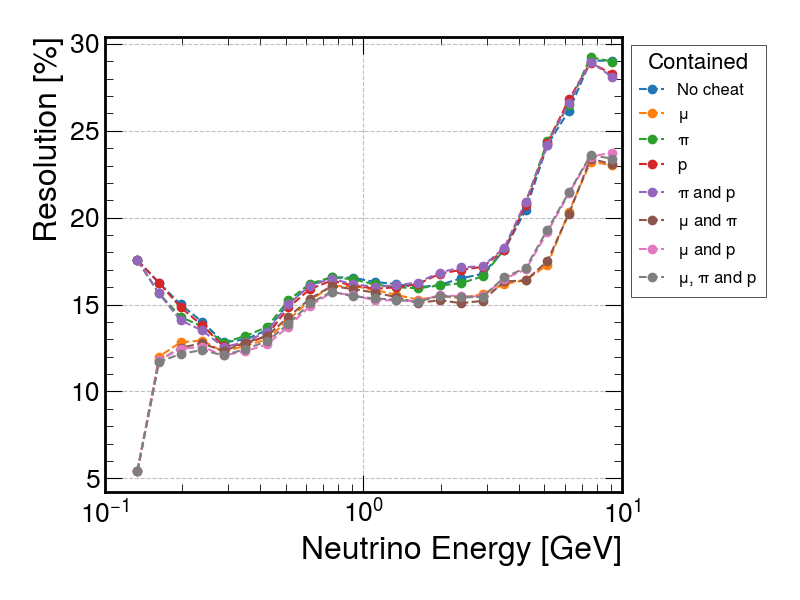 30
25
20
15
10
5
Resolution [%]
10⁻¹
10⁰
10¹
Neutrino Energy [GeV]
Contained
No cheat
μ
π
p
π and p
μ and π
μ and p
μ, π and p